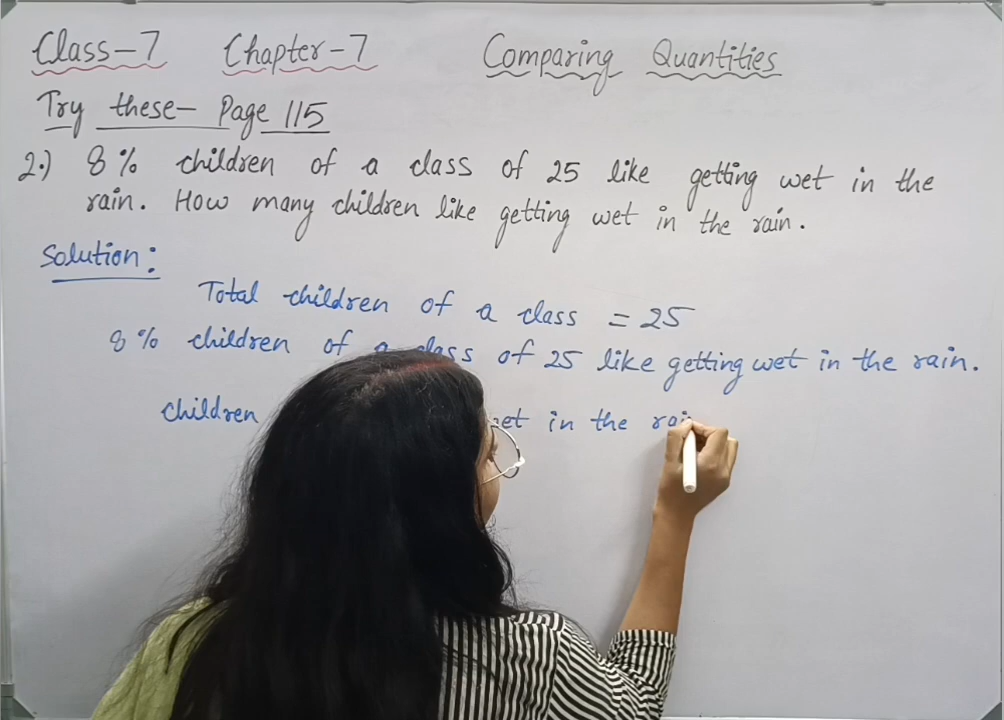 Class-7 Chapter-7 Comparing Quantities
Try these- Page 115
2.) 8% children of a class of 25 like getting wet in the
rain. How many children like getting wet in the rain.
Solution:
Total children of a class = 25
8% children of a class of 25 like getting wet in the rain.
Children in the